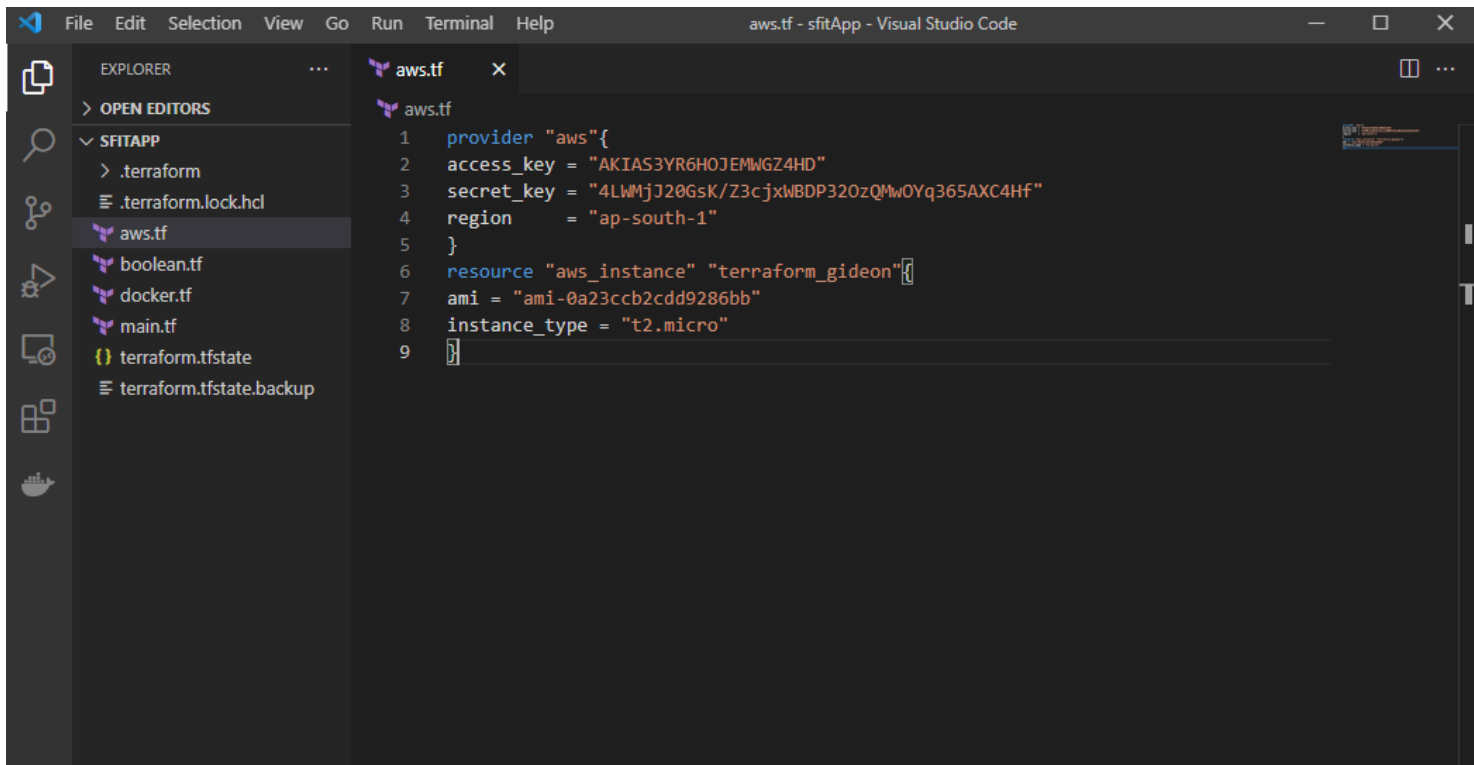 File Edit Selection View Go Run Terminal Help
aws.tf - sfitApp - Visual Studio Code
EXPLORER
OPEN EDITORS
SFITAPP
.terraform
.terraform.lock.hcl
aws.tf
boolean.tf
docker.tf
main.tf
terraform.tfstate
terraform.tfstate.backup
aws.tf
aws.tf
1 provider "aws"{
2 access_key = "AKIAS3YR6HOJEMWGZ4HD"
3 secret_key = "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"
4 region     = "ap-south-1"
5 }
6 resource "aws_instance" "terraform_gideon"{
7 ami = "ami-0a23ccb2cdd9286bb"
8 instance_type = "t2.micro"
9 }